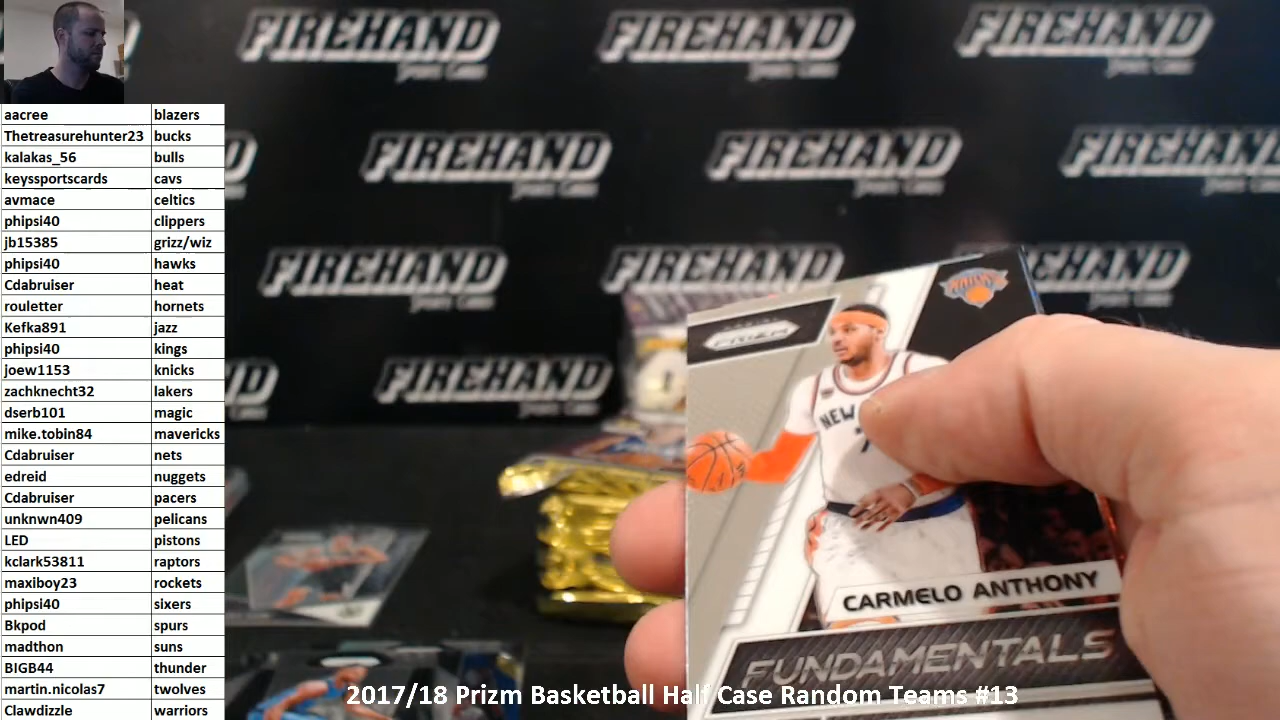 FIREHAND FIREHAND FIREHAND
FIREHAND FIREHAND FIREHAND
FIREHAND FIREHAND FIREHAND
FIREHAND
aacree blazers
Thetreasurehunter23 bucks
kalakas_56 bulls
keyssportscards cavs
avmace celtics
phipsi40 clippers
jb15385 grizz/wiz
phipsi40 hawks
Cdabruiser heat
rouletter hornets
Kefka891 jazz
phipsi40 kings
joew1153 knicks
zachknecht32 lakers
dserb101 magic
mike.tobin84 mavericks
Cdabruiser nets
edreid nuggets
Cdabruiser pacers
unknwn409 pelicans
LED pistons
kclark53811 raptors
maxiboy23 rockets
phipsi40 sixers
Bkpod spurs
madthon suns
BIGB44 thunder
martin.nicolas7 twolves
Clawdizzle warriors
PRIZM
NEW
7
CARMELO ANTHONY
FUNDAMENTALS
2017/18 Prizm Basketball Half Case Random Teams #13